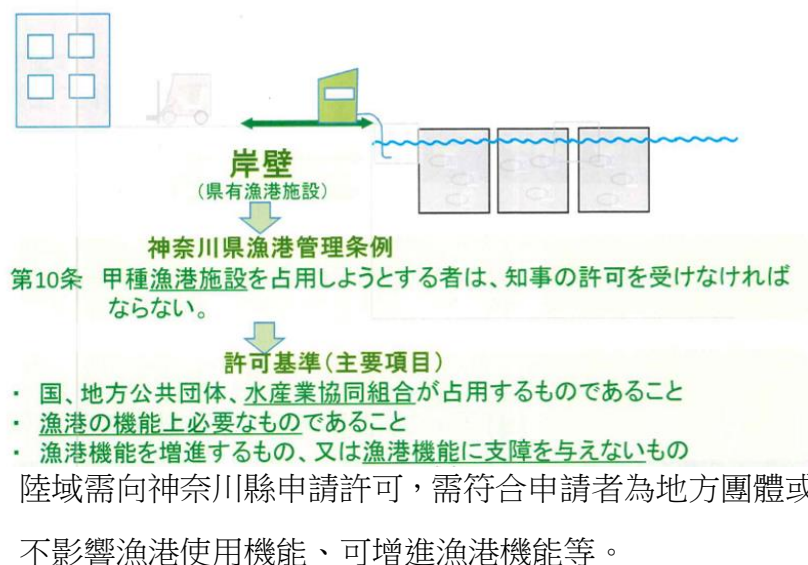 岸壁
(県有漁港施設)
神奈川県漁港管理条例
第10条 甲種漁港施設を占用しようとする者は、知事の許可を受けなければ
ならない。
許可基準(主要項目)
・ 国、地方公共団体、水産業協同組合が占用するものであること
・ 漁港の機能上必要なものであること
・ 漁港機能を増進するもの、又は漁港機能に支障を与えないもの
陸域需向神奈川縣申請許可，需符合申請者為地方團體或
不影響漁港使用機能、可增進漁港機能等。